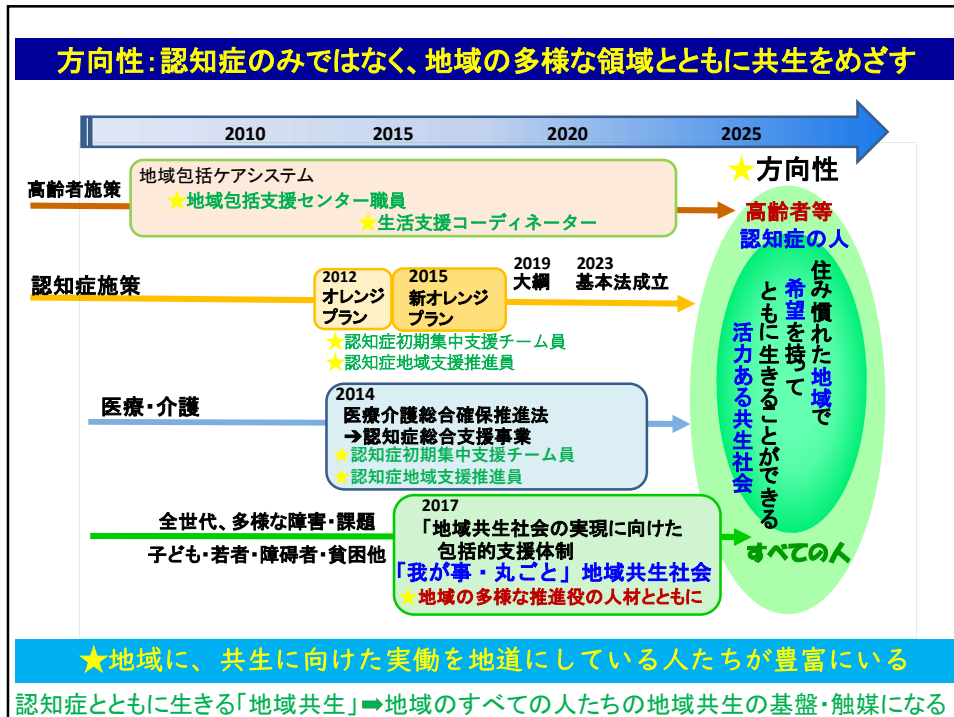 方向性：認知症のみではなく、地域の多様な領域とともに共生をめざす
2010 2015 2020 2025
★方向性
高齢者施策
地域包括ケアシステム
★地域包括支援センター職員
★生活支援コーディネーター
認知症施策
2012
オレンジ
プラン
2015
新オレンジ
プラン
2019
大綱
2023
基本法成立
★認知症初期集中支援チーム員
★認知症地域支援推進員
医療・介護
2014
医療介護総合確保推進法
➔認知症総合支援事業
★認知症初期集中支援チーム員
★認知症地域支援推進員
全世代、多様な障害・課題
子ども・若者・障碍者・貧困他
2017
「地域共生社会の実現に向けた
包括的支援体制
「我が事・丸ごと」地域共生社会
★地域の多様な推進役の人材とともに
高齢者等
認知症の人
住み慣れた地域で
希望を持って
ともに生きることができる
活力ある共生社会
すべての人
★地域に、共生に向けた実働を地道にしている人たちが豊富にいる
認知症とともに生きる「地域共生」➡地域のすべての人たちの地域共生の基盤・触媒になる